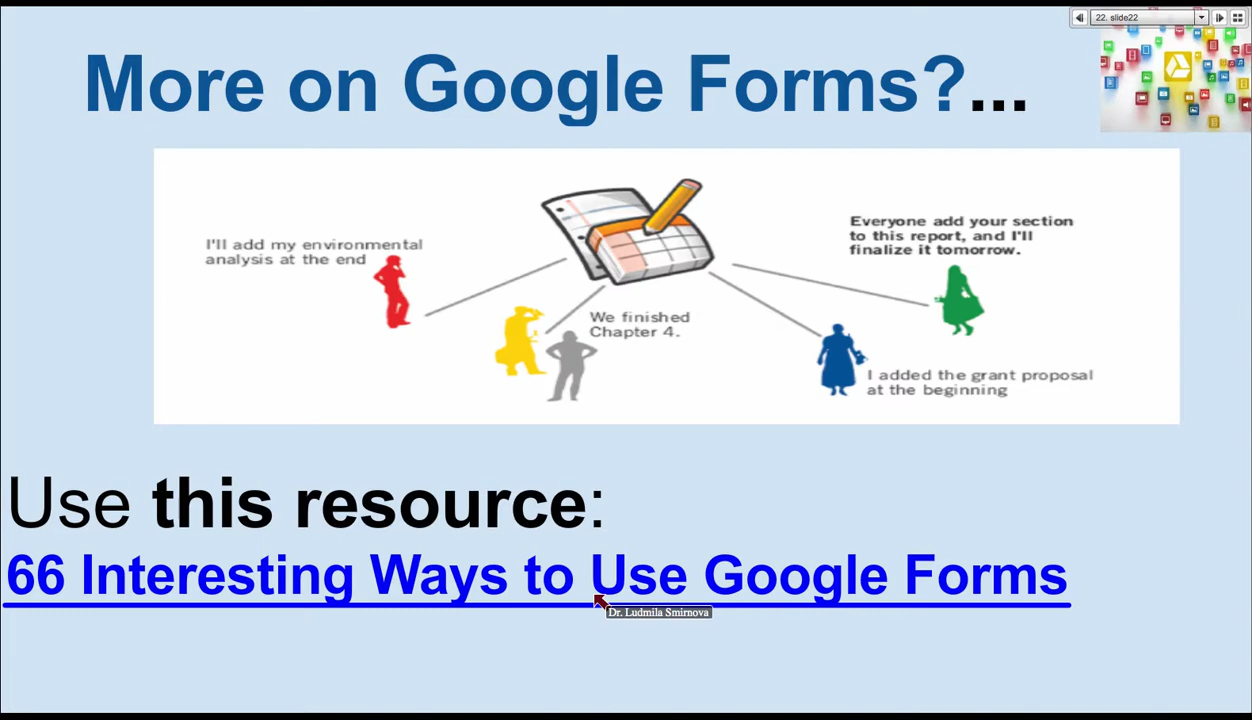 22. slide22
More on Google Forms?...
I'll add my environmental
analysis at the end
Everyone add your section
to this report, and I'll
finalize it tomorrow.
We finished
Chapter 4.
I added the grant proposal
at the beginning
Use this resource:
66 Interesting Ways to Use Google Forms
Dr. Ludmila Smirnova